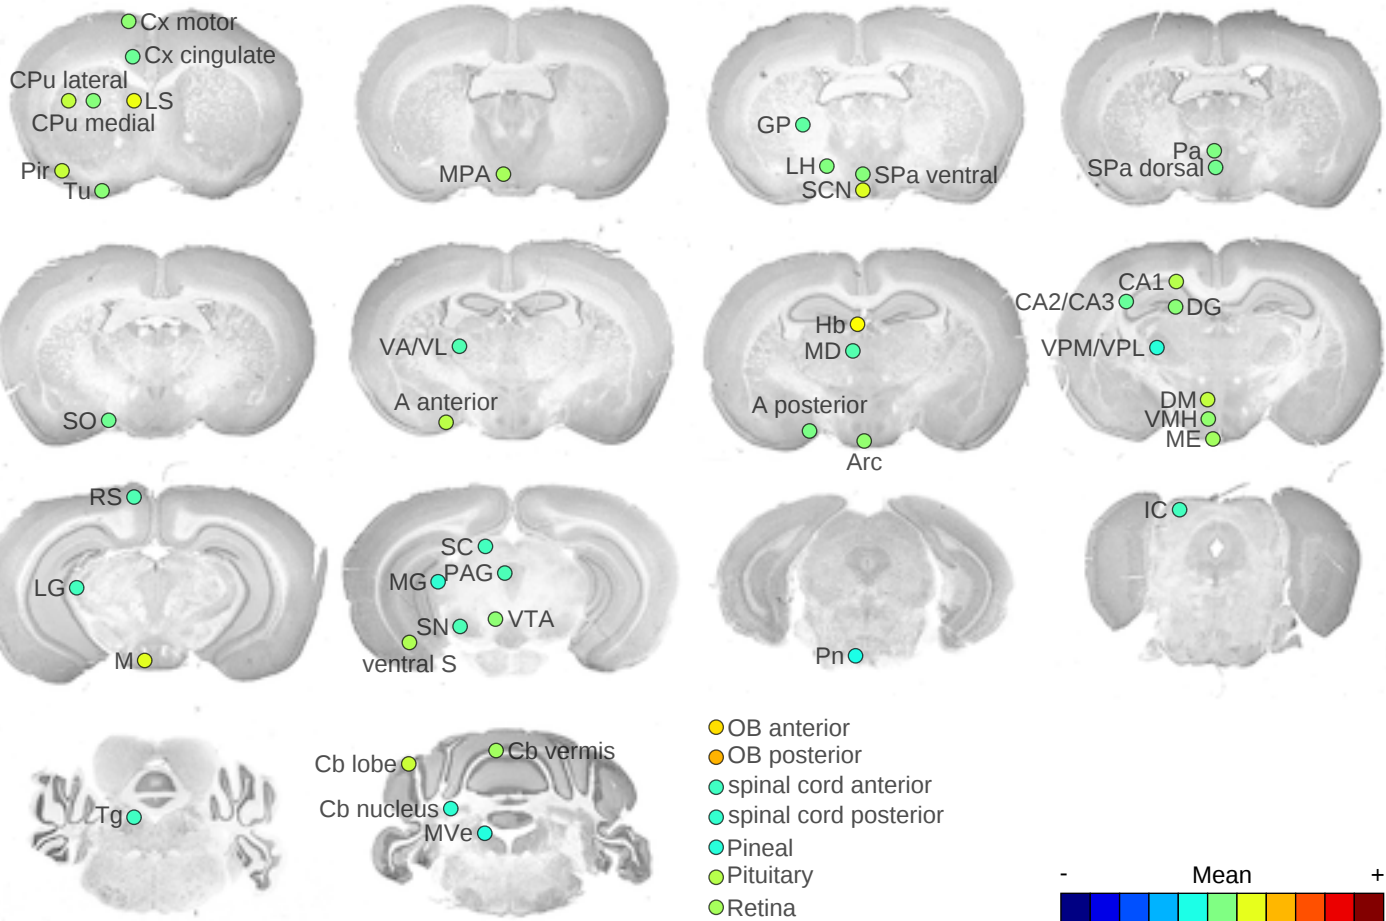 Cx motor
Cx cingulate
CPu lateral
LS
CPu medial
Pir
Tu
MPA
GP
LH
SPa ventral
SCN
Pa
SPa dorsal
SO
VA/VL
A anterior
Hb
MD
A posterior
Arc
CA1
CA2/CA3
DG
VPM/VPL
DM
VMH
ME
RS
LG
M
SC
MG
PAG
SN
VTA
ventral S
Pn
IC
Tg
Cb lobe
Cb vermis
Cb nucleus
MVe
OB anterior
OB posterior
spinal cord anterior
spinal cord posterior
Pineal
Pituitary
Retina
- Mean +